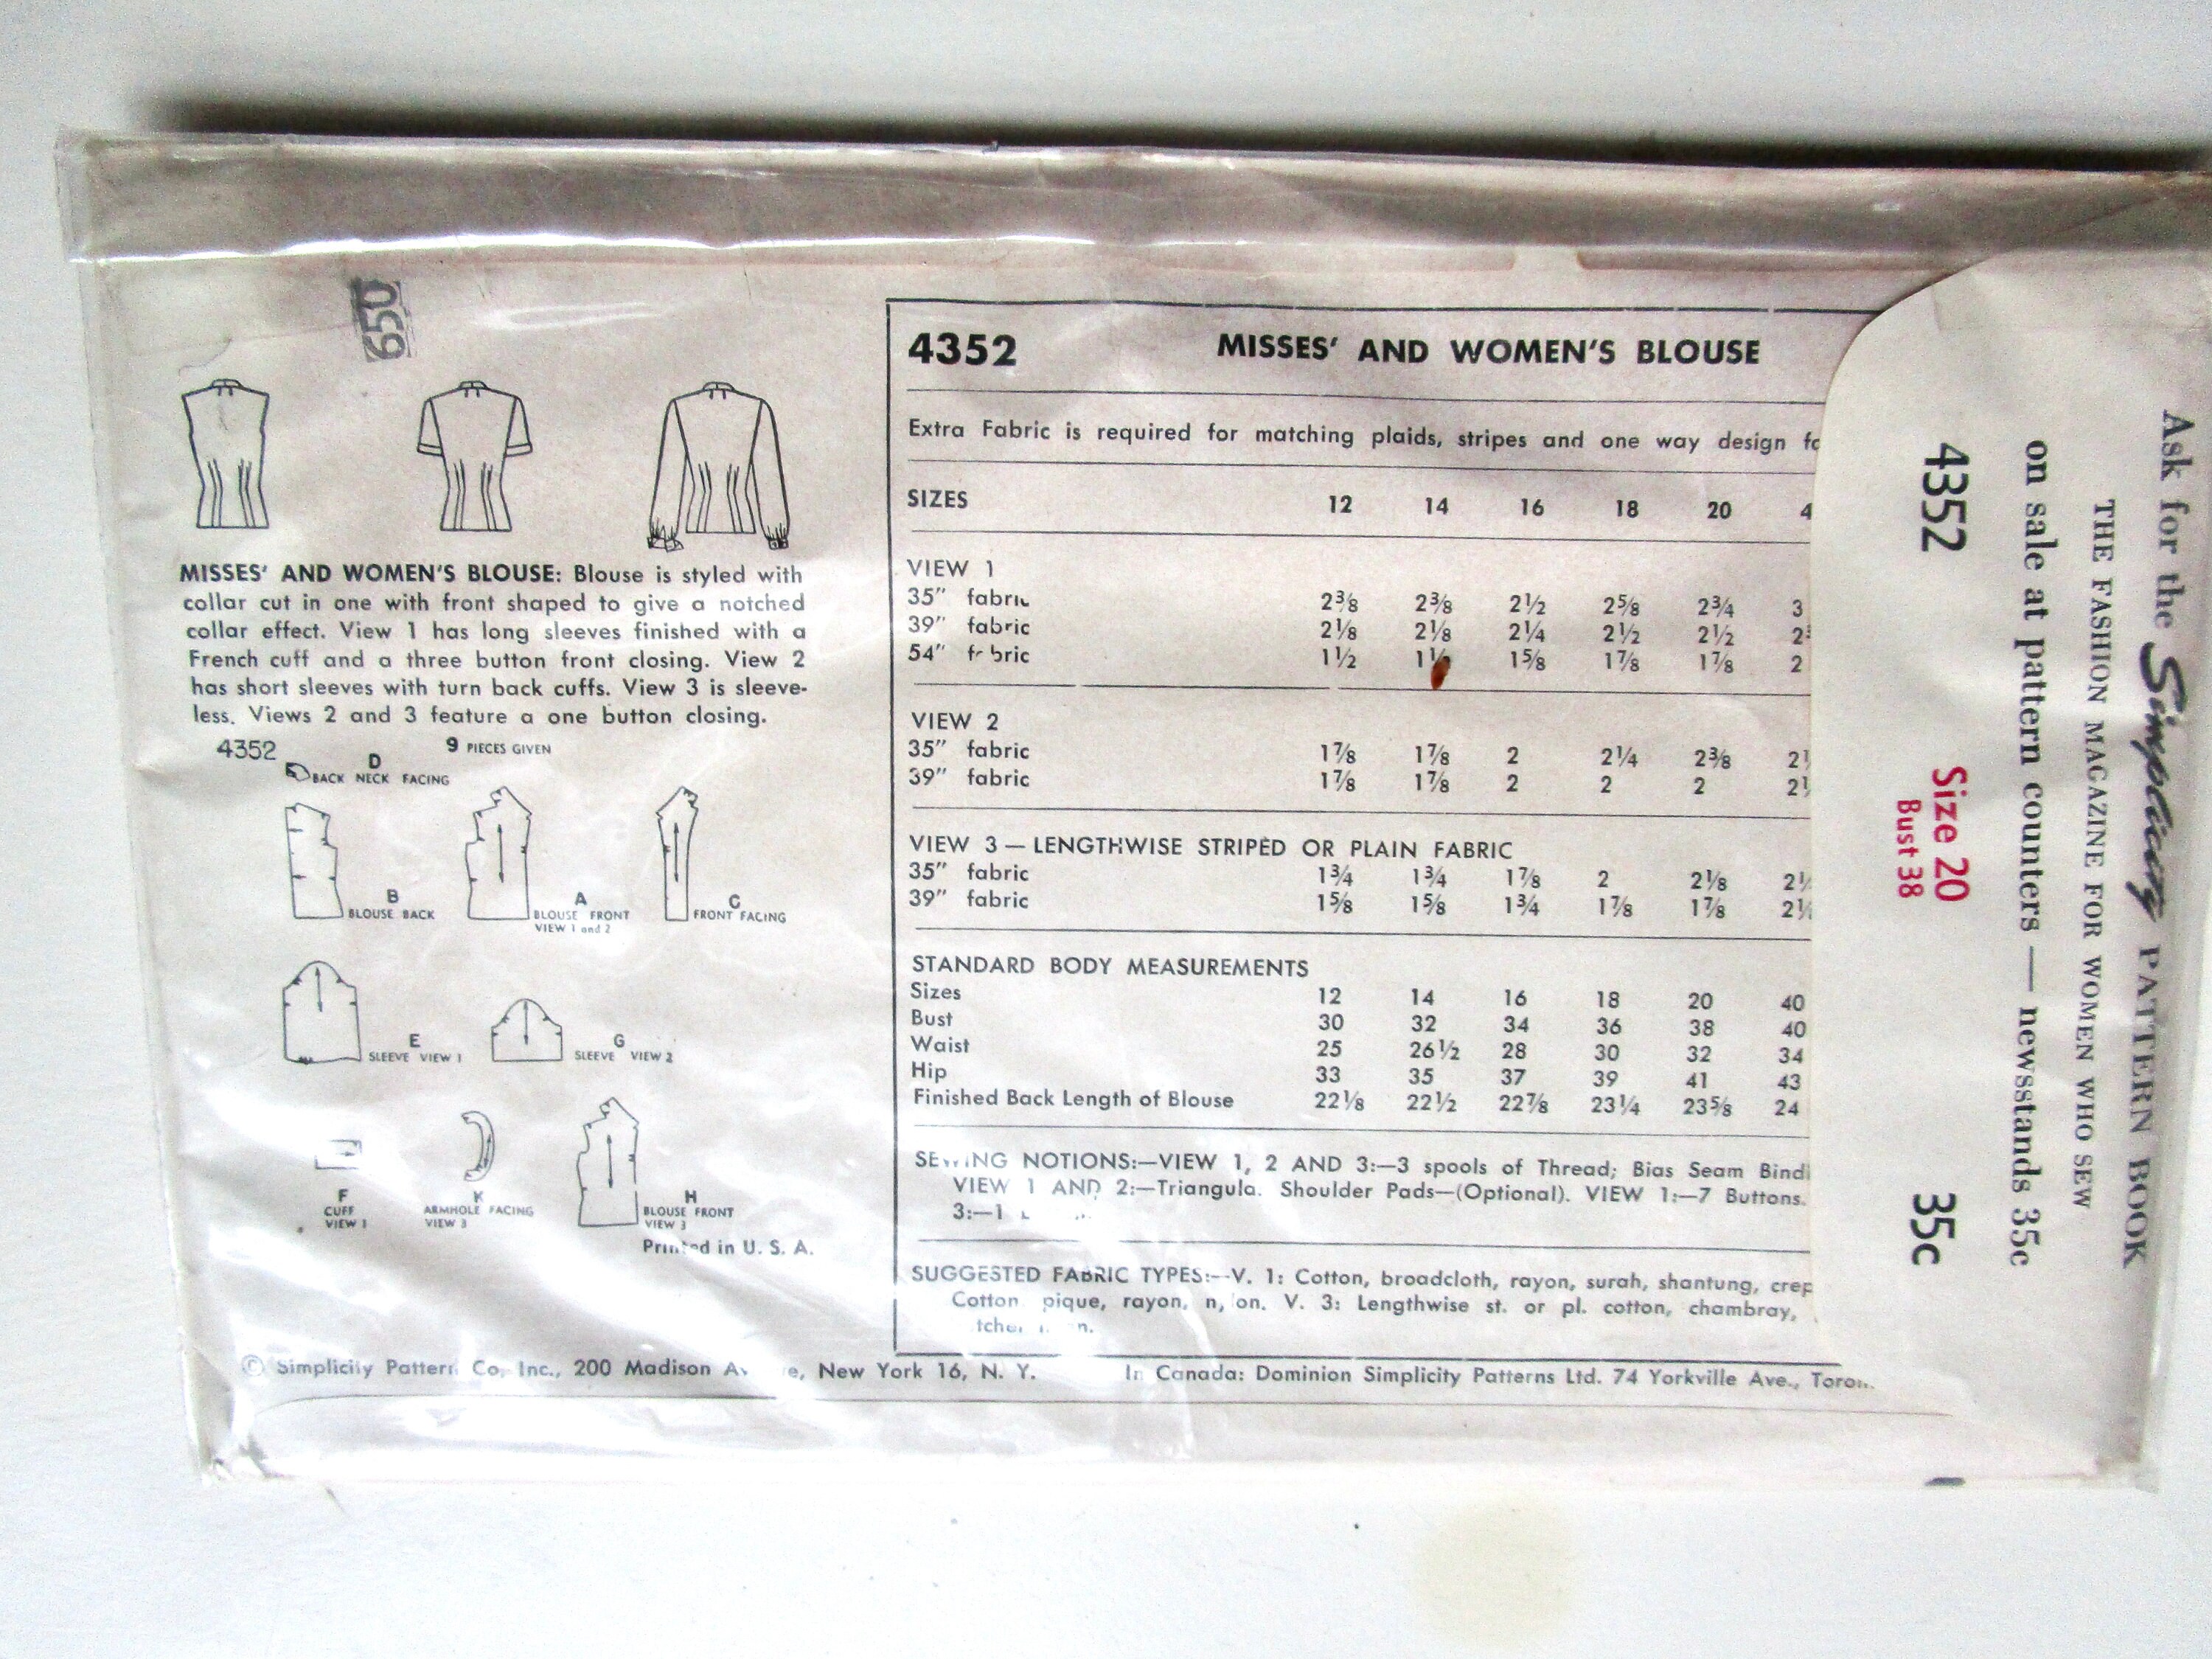 650
MISSES' AND WOMEN'S BLOUSE: Blouse is styled with
collar cut in one with front shaped to give a notched
collar effect. View 1 has long sleeves finished with a
French cuff and a three button front closing. View 2
has short sleeves with turn back cuffs. View 3 is sleeve-
less. Views 2 and 3 feature a one button closing.
4352 9 PIECES GIVEN
D
BACK NECK FACING
B
BLOUSE BACK
A
BLOUSE FRONT
VIEW 1 and 2
C
FRONT FACING
E
SLEEVE VIEW 1
G
SLEEVE VIEW 2
F
CUFF
VIEW 1
K
ARMHOLE FACING
VIEW 3
H
BLOUSE FRONT
VIEW 3
Printed in U. S. A.
4352 MISSES' AND WOMEN'S BLOUSE
Extra Fabric is required for matching plaids, stripes and one way design
SIZES 12 14 16 18 20 4
VIEW 1
35" fabric 2⅜ 2⅜ 2½ 2⅝ 2¾ 3
39" fabric 2⅛ 2⅛ 2¼ 2½ 2½ 2
54" fabric 1½ 1½ 1⅝ 1⅞ 1⅞ 2
VIEW 2
35" fabric 1⅞ 1⅞ 2 2¼ 2⅜ 2
39" fabric 1⅞ 1⅞ 2 2 2 2
VIEW 3 — LENGTHWISE STRIPED OR PLAIN FABRIC
35" fabric 1¾ 1¾ 1⅞ 2 2⅛ 2
39" fabric 1⅝ 1⅝ 1¾ 1⅞ 1⅞ 2
STANDARD BODY MEASUREMENTS
Sizes 12 14 16 18 20 40
Bust 30 32 34 36 38 40
Waist 25 26½ 28 30 32 34
Hip 33 35 37 39 41 43
Finished Back Length of Blouse 22⅛ 22½ 22⅞ 23¼ 23⅝ 24
SEWING NOTIONS:—VIEW 1, 2 AND 3:—3 spools of Thread; Bias Seam Bindi
VIEW 1 AND 2:—Triangula. Shoulder Pads—(Optional). VIEW 1:—7 Buttons.
3:—1
SUGGESTED FABRIC TYPES:—V. 1: Cotton, broadcloth, rayon, surah, shantung, crep
Cotton pique, rayon, nylon. V. 3: Lengthwise st. or pl. cotton, chambray,
© Simplicity Pattern Co. Inc., 200 Madison Avenue, New York 16, N. Y. In Canada: Dominion Simplicity Patterns Ltd. 74 Yorkville Ave., Toron
Ask for the Simplicity PATTERN BOOK
THE FASHION MAGAZINE FOR WOMEN WHO SEW
on sale at pattern counters — newsstands 35c
4352 Size 20 35c
Bust 38